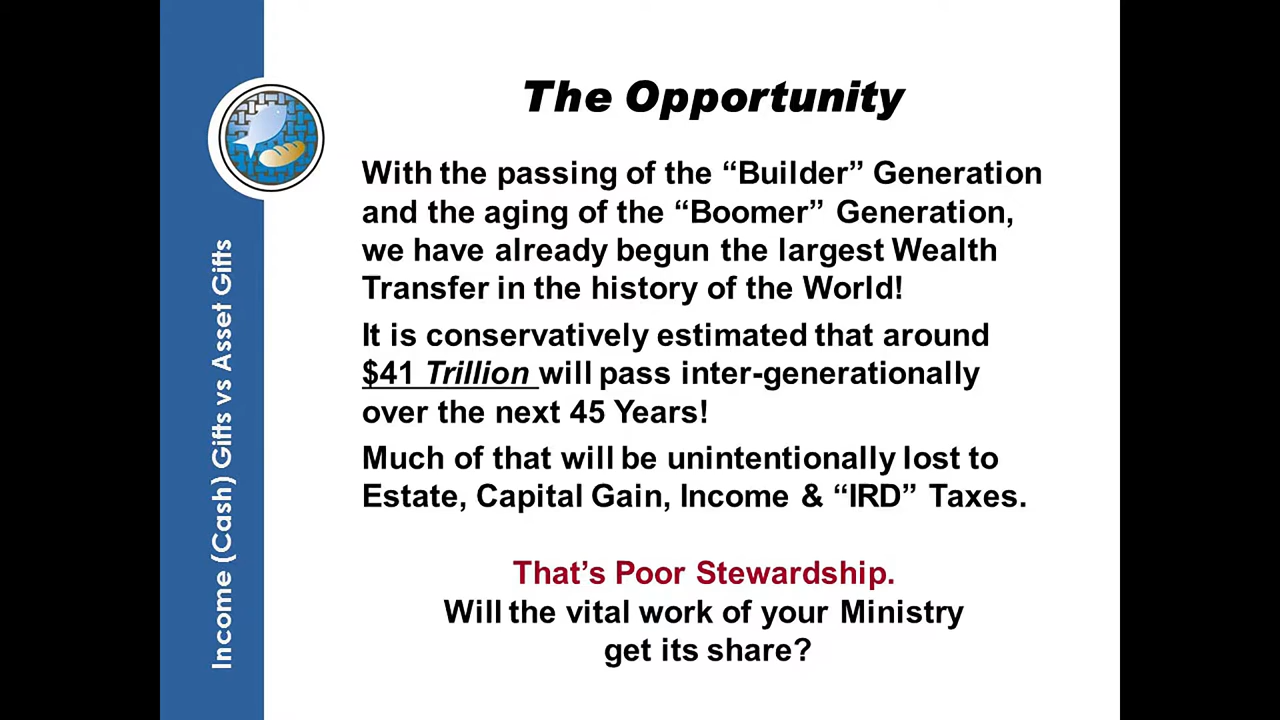 The Opportunity
With the passing of the “Builder” Generation
and the aging of the “Boomer” Generation,
we have already begun the largest Wealth
Transfer in the history of the World!
It is conservatively estimated that around
$41 Trillion will pass inter-generationally
over the next 45 Years!
Much of that will be unintentionally lost to
Estate, Capital Gain, Income & “IRD” Taxes.
That’s Poor Stewardship.
Will the vital work of your Ministry
get its share?
Income (Cash) Gifts vs Asset Gifts